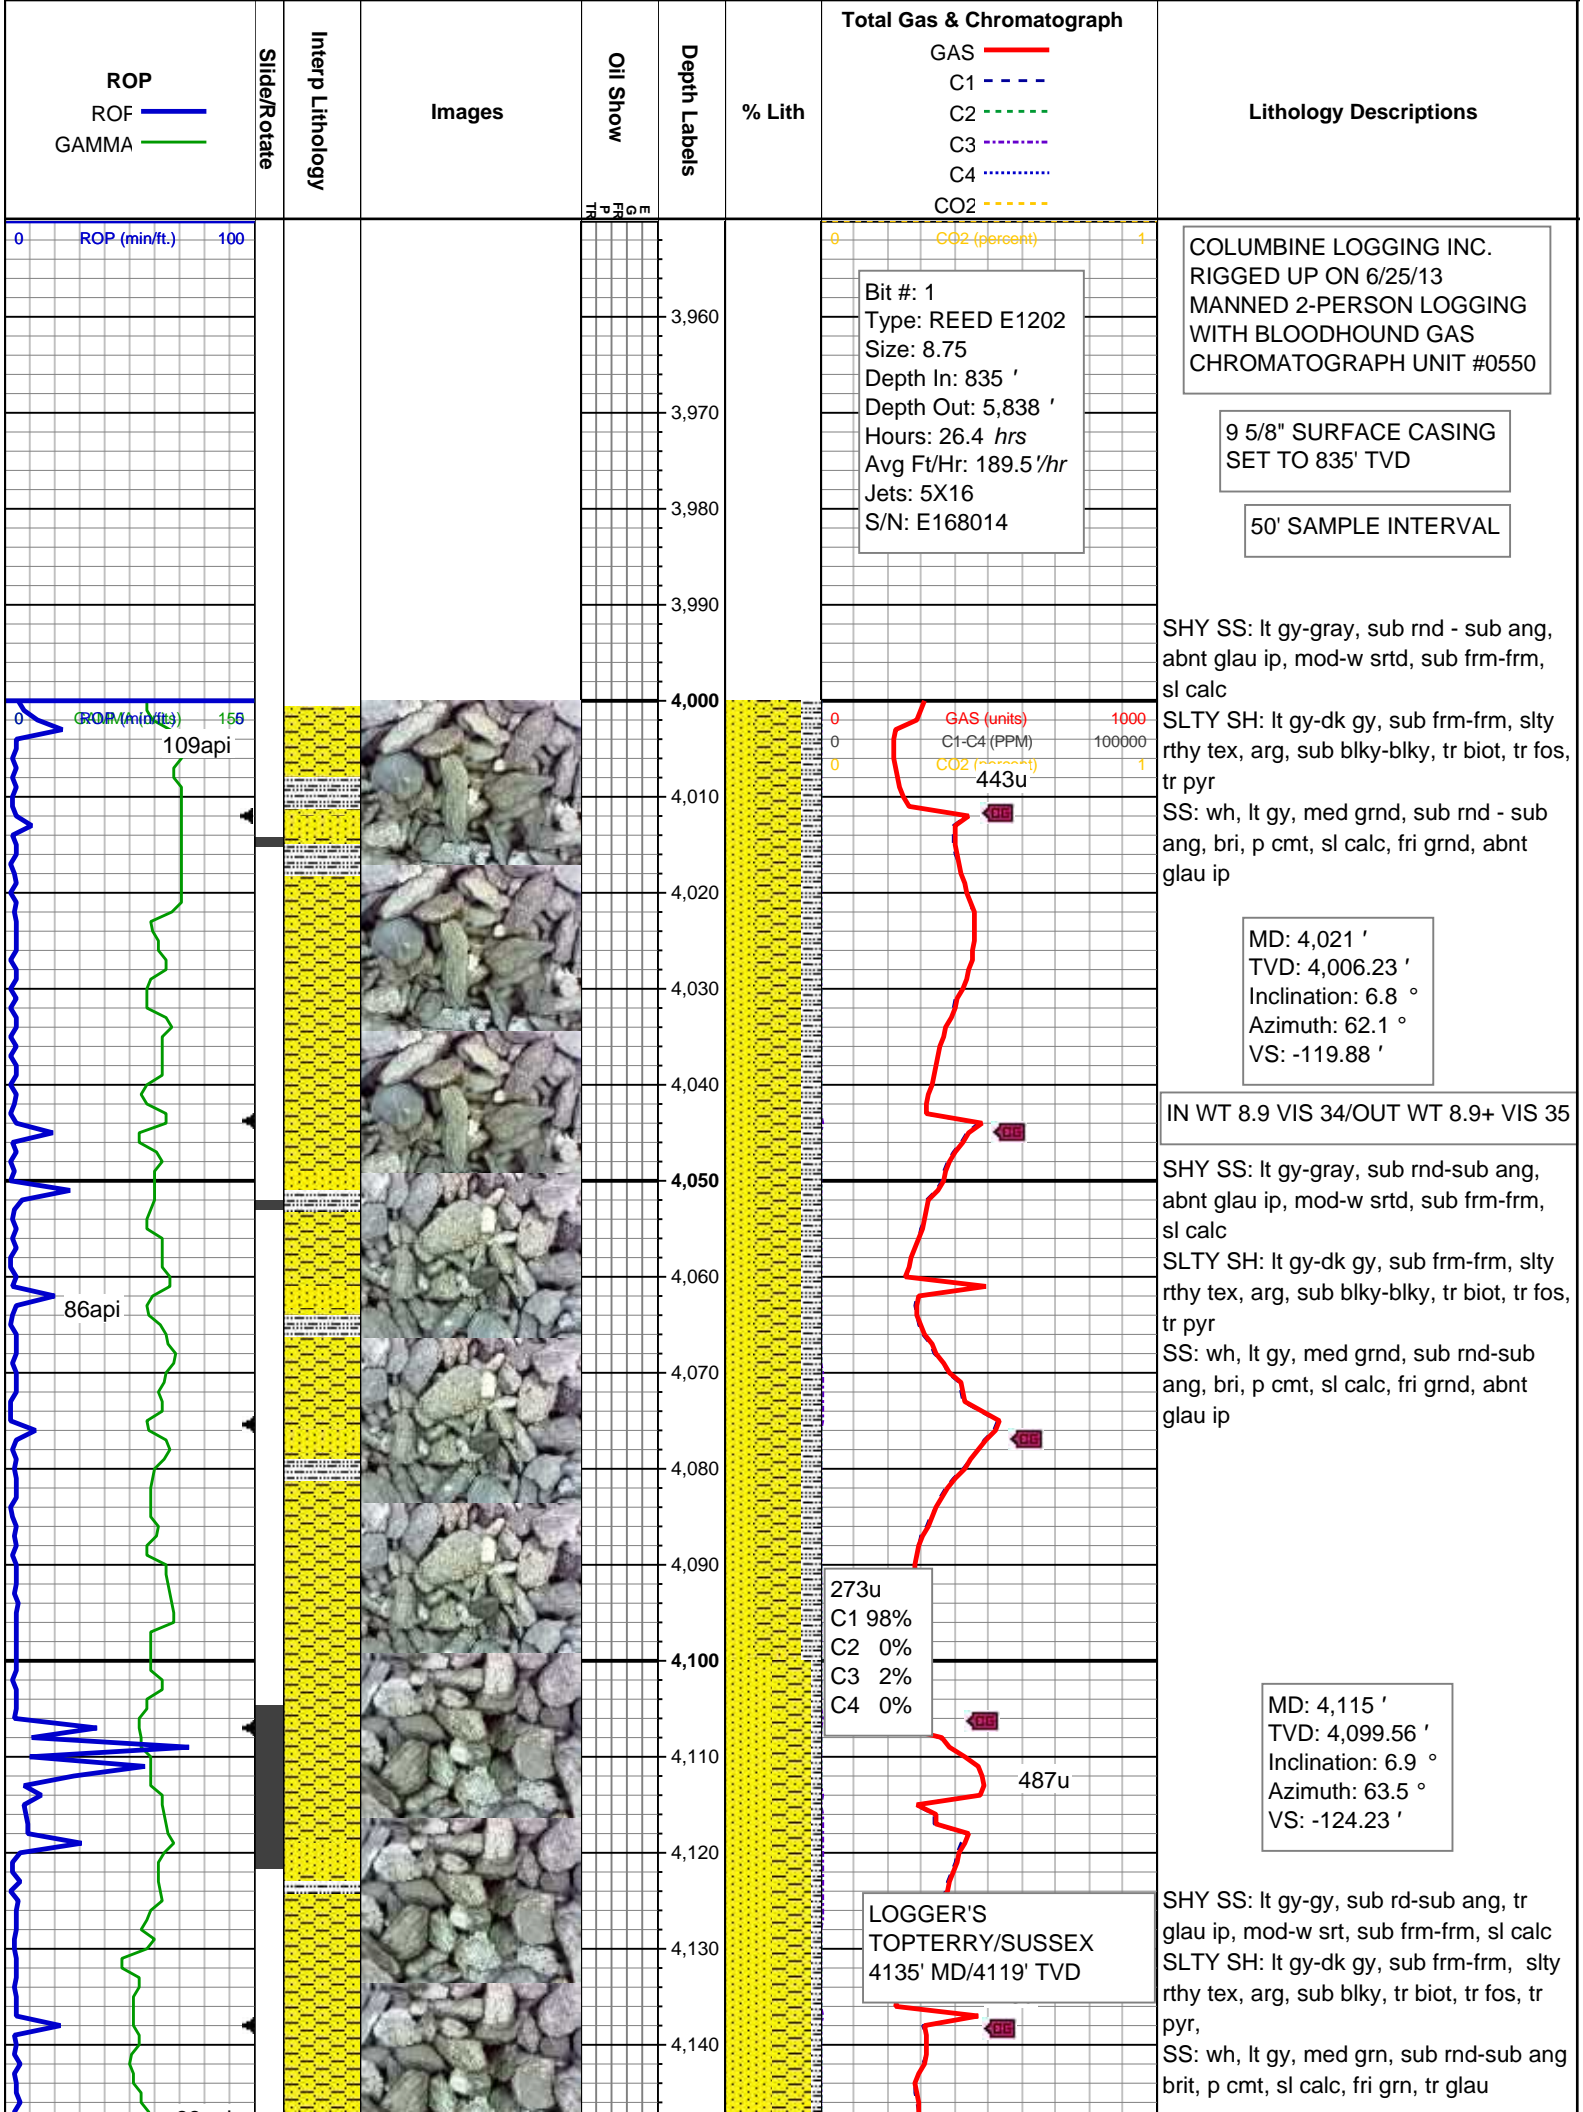 ROP
ROP
GAMMA
Slide/Rotate
Interp Lithology
Images
Oil Show
TR P FR G E
Depth Labels
% Lith
Total Gas & Chromatograph
GAS
C1
C2
C3
C4
CO2
Lithology Descriptions
0 ROP (min/ft.) 100
0 CO2 (percent) 1
Bit #: 1
Type: REED E1202
Size: 8.75
Depth In: 835 '
Depth Out: 5,838 '
Hours: 26.4 hrs
Avg Ft/Hr: 189.5'/hr
Jets: 5X16
S/N: E168014
COLUMBINE LOGGING INC.
RIGGED UP ON 6/25/13
MANNED 2-PERSON LOGGING
WITH BLOODHOUND GAS
CHROMATOGRAPH UNIT #0550
9 5/8" SURFACE CASING
SET TO 835' TVD
50' SAMPLE INTERVAL
3,960
3,970
3,980
3,990
4,000
4,010
4,020
4,030
4,040
4,050
4,060
4,070
4,080
4,090
4,100
4,110
4,120
4,130
4,140
0 ROP (min/ft.)
109api
86api
0 GAS (units) 1000
0 C1-C4 (PPM) 100000
0 CO2 (percent) 1
443u
CG
CG
CG
273u
C1 98%
C2 0%
C3 2%
C4 0%
CG
487u
LOGGER'S
TOPTERRY/SUSSEX
4135' MD/4119' TVD
CG
SHY SS: lt gy-gray, sub rnd - sub ang,
abnt glau ip, mod-w srtd, sub frm-frm,
sl calc
SLTY SH: lt gy-dk gy, sub frm-frm, slty
rthy tex, arg, sub blky-blky, tr biot, tr fos,
tr pyr
SS: wh, lt gy, med grnd, sub rnd - sub
ang, bri, p cmt, sl calc, fri grnd, abnt
glau ip
MD: 4,021 '
TVD: 4,006.23 '
Inclination: 6.8 °
Azimuth: 62.1 °
VS: -119.88 '
IN WT 8.9 VIS 34/OUT WT 8.9+ VIS 35
SHY SS: lt gy-gray, sub rnd-sub ang,
abnt glau ip, mod-w srtd, sub frm-frm,
sl calc
SLTY SH: lt gy-dk gy, sub frm-frm, slty
rthy tex, arg, sub blky-blky, tr biot, tr fos,
tr pyr
SS: wh, lt gy, med grnd, sub rnd-sub
ang, bri, p cmt, sl calc, fri grnd, abnt
glau ip
MD: 4,115 '
TVD: 4,099.56 '
Inclination: 6.9 °
Azimuth: 63.5 °
VS: -124.23 '
SHY SS: lt gy-gy, sub rd-sub ang, tr
glau ip, mod-w srt, sub frm-frm, sl calc
SLTY SH: lt gy-dk gy, sub frm-frm, slty
rthy tex, arg, sub blky, tr biot, tr fos, tr
pyr,
SS: wh, lt gy, med grn, sub rnd-sub ang
brit, p cmt, sl calc, fri grn, tr glau